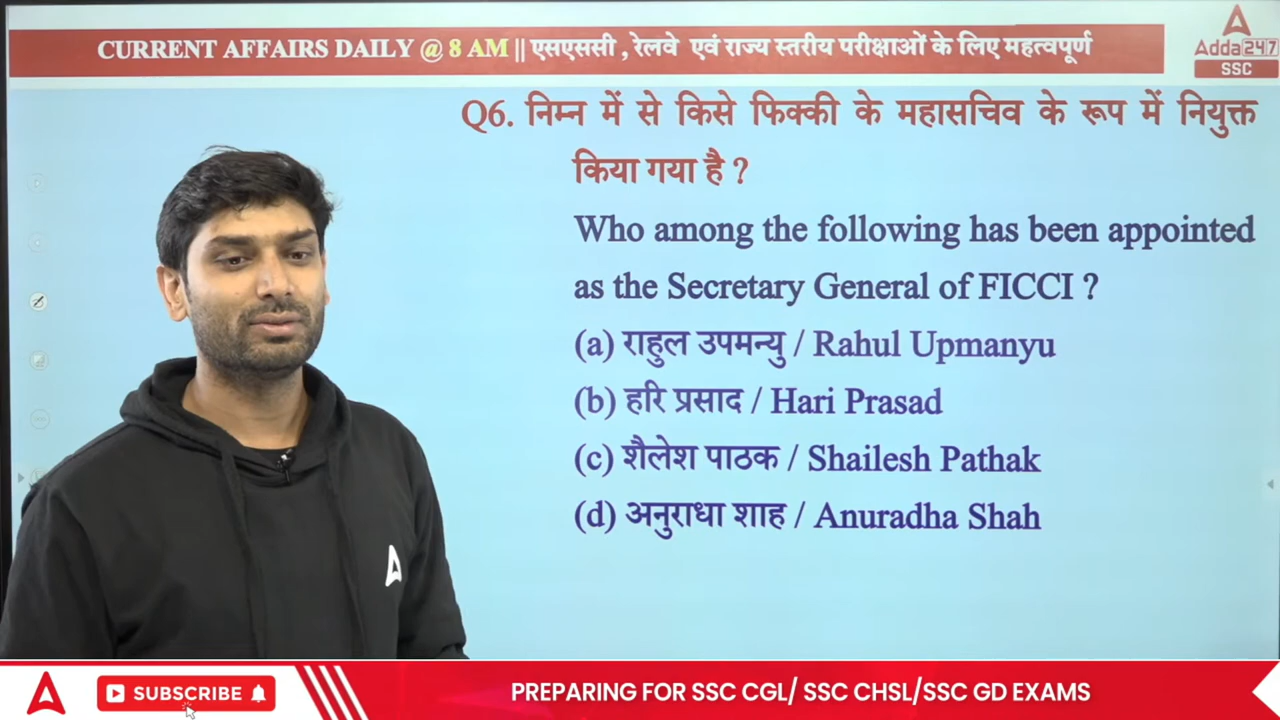 CURRENT AFFAIRS DAILY @ 8 AM || एसएससी , रेलवे एवं राज्य स्तरीय परीक्षाओं के लिए महत्वपूर्ण
Adda247
SSC
Q6. निम्न में से किसे फिक्की के महासचिव के रूप में नियुक्त
किया गया है ?
Who among the following has been appointed
as the Secretary General of FICCI ?
(a) राहुल उपमन्यु / Rahul Upmanyu
(b) हरि प्रसाद / Hari Prasad
(c) शैलेश पाठक / Shailesh Pathak
(d) अनुराधा शाह / Anuradha Shah
SUBSCRIBE
PREPARING FOR SSC CGL/ SSC CHSL/SSC GD EXAMS